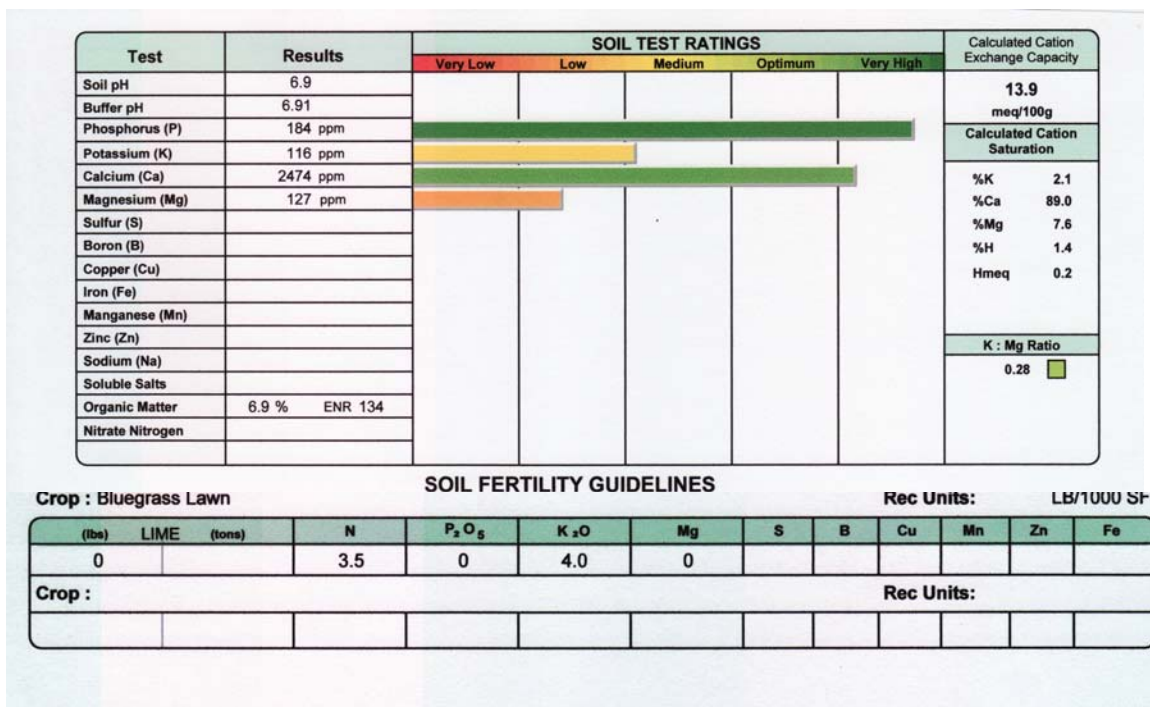 Test Results SOIL TEST RATINGS Calculated Cation
Very Low Low Medium Optimum Very High Exchange Capacity
Soil pH 6.9 13.9
Buffer pH 6.91 meq/100g
Phosphorus (P) 184 ppm Calculated Cation
Saturation
Potassium (K) 116 ppm
Calcium (Ca) 2474 ppm %K 2.1
Magnesium (Mg) 127 ppm %Ca 89.0
Sulfur (S) %Mg 7.6
Boron (B) %H 1.4
Copper (Cu) Hmeq 0.2
Iron (Fe)
Manganese (Mn)
Zinc (Zn) K : Mg Ratio
Sodium (Na) 0.28
Soluble Salts
Organic Matter 6.9 % ENR 134
Nitrate Nitrogen
SOIL FERTILITY GUIDELINES
Crop : Bluegrass Lawn Rec Units: LB/1000 SF
(lbs) LIME (tons) N P₂O₅ K₂O Mg S B Cu Mn Zn Fe
0 3.5 0 4.0 0
Crop : Rec Units: